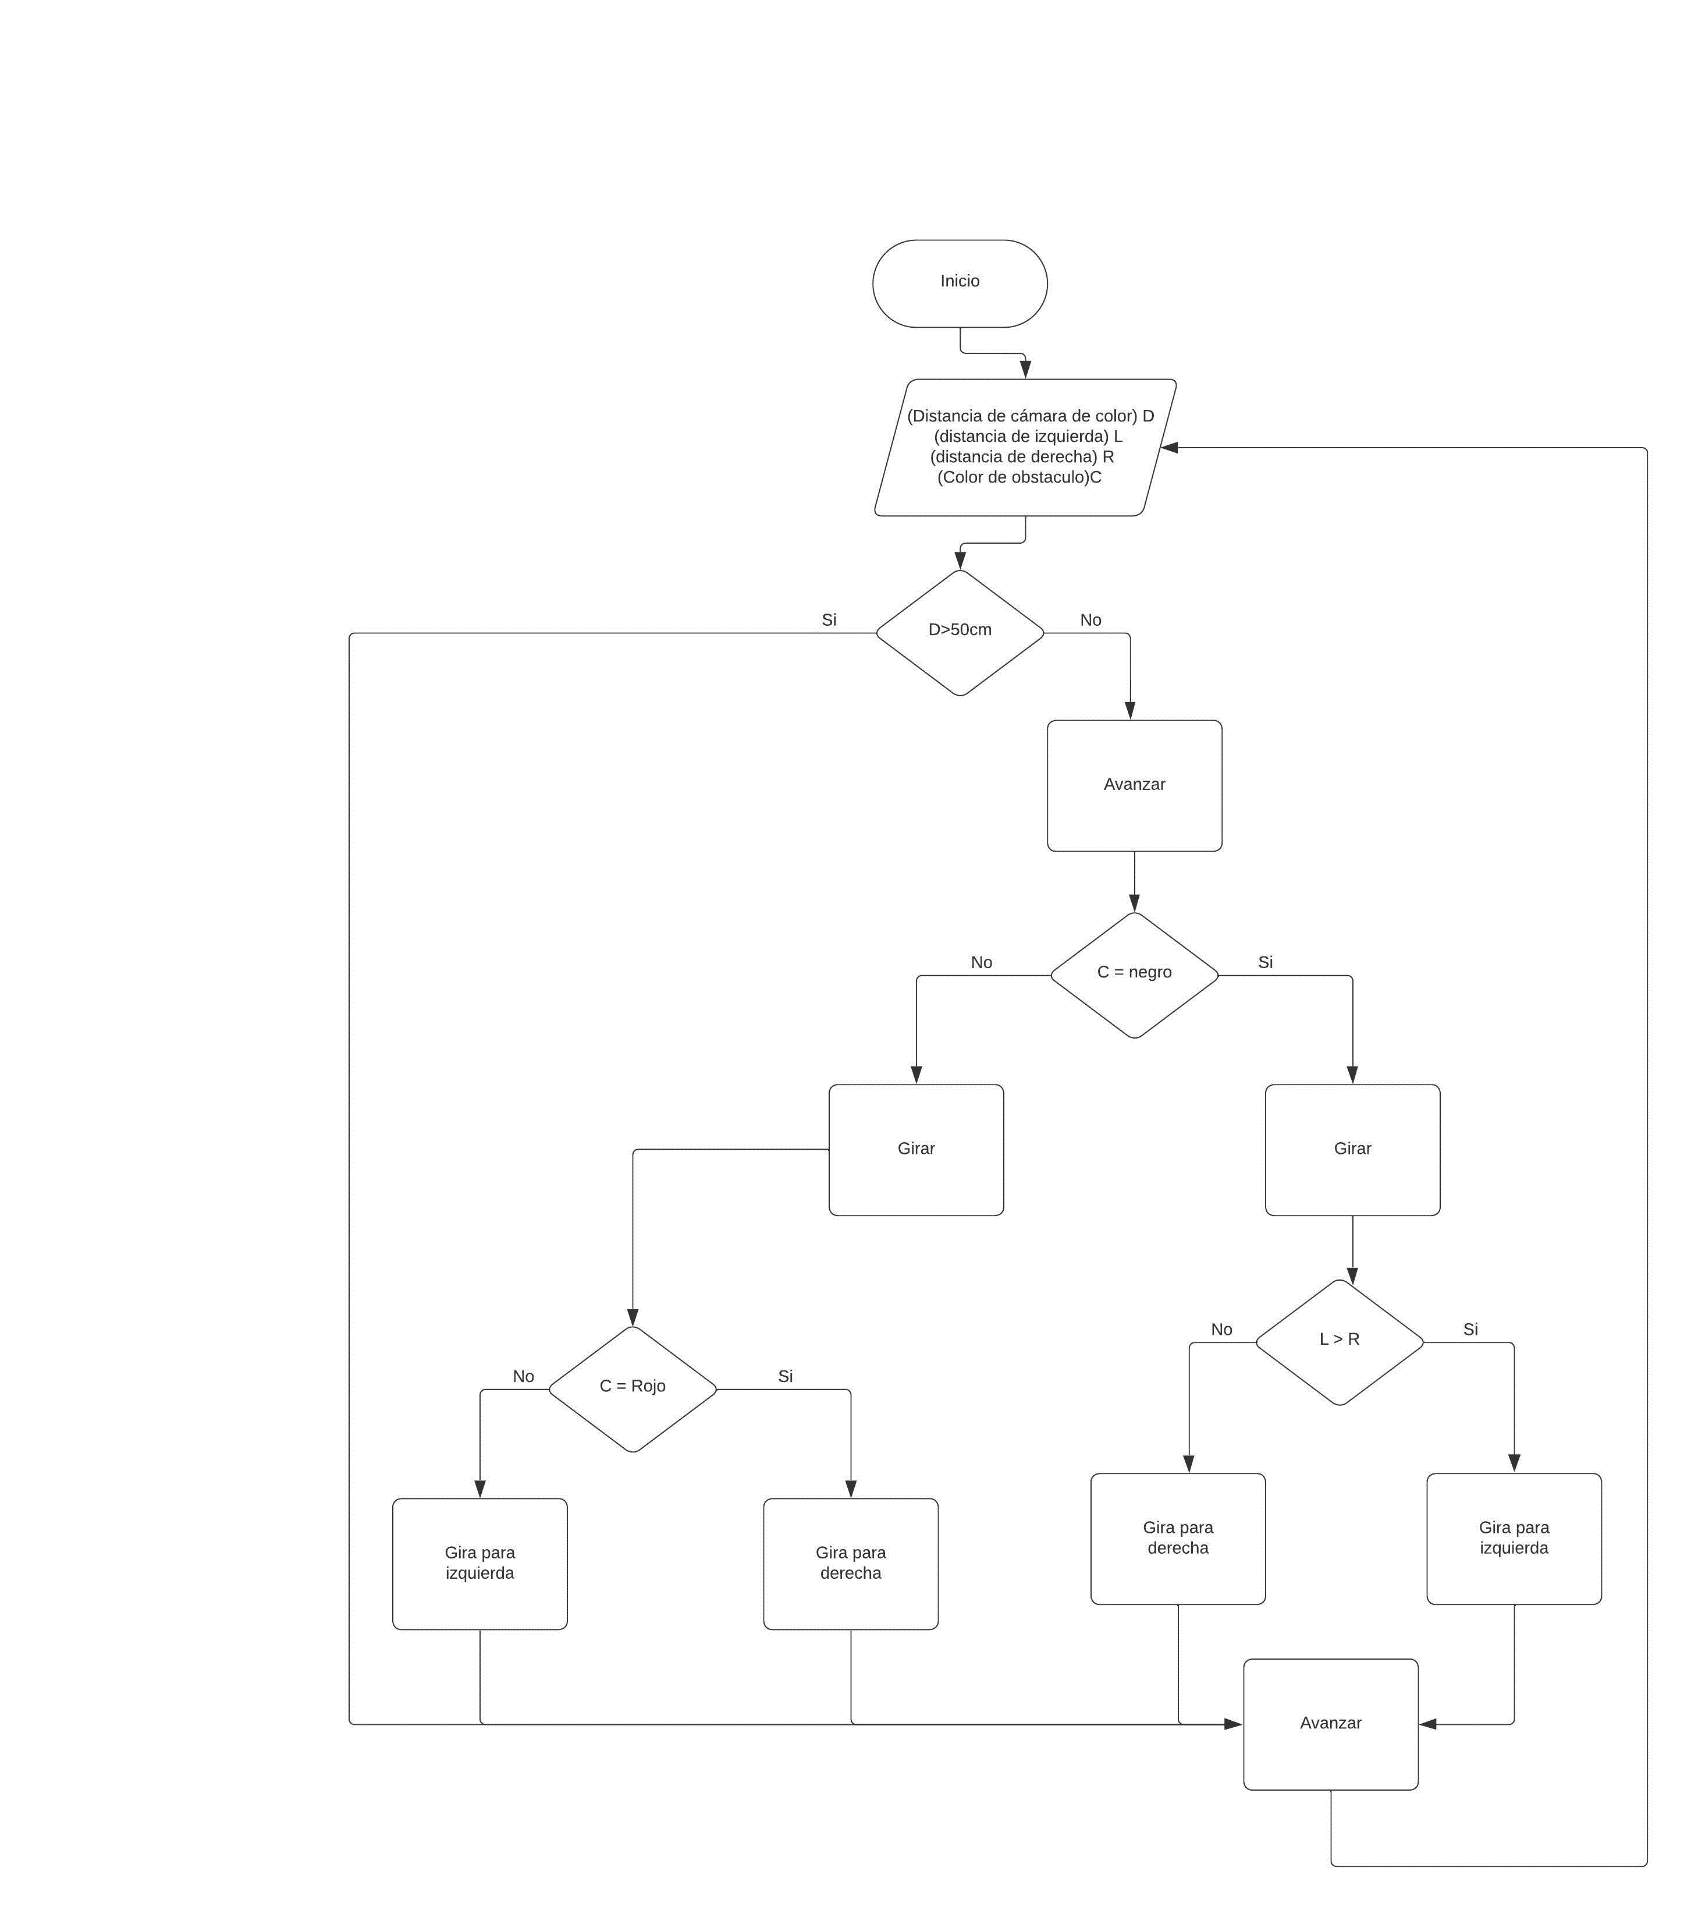 Inicio
(Distancia de cámara de color) D
(distancia de izquierda) L
(distancia de derecha) R
(Color de obstaculo)C
Si
D>50cm
No
Avanzar
No
C = negro
Si
Girar
Girar
No
L > R
Si
No
C = Rojo
Si
Gira para
derecha
Gira para
izquierda
Gira para
izquierda
Gira para
derecha
Avanzar